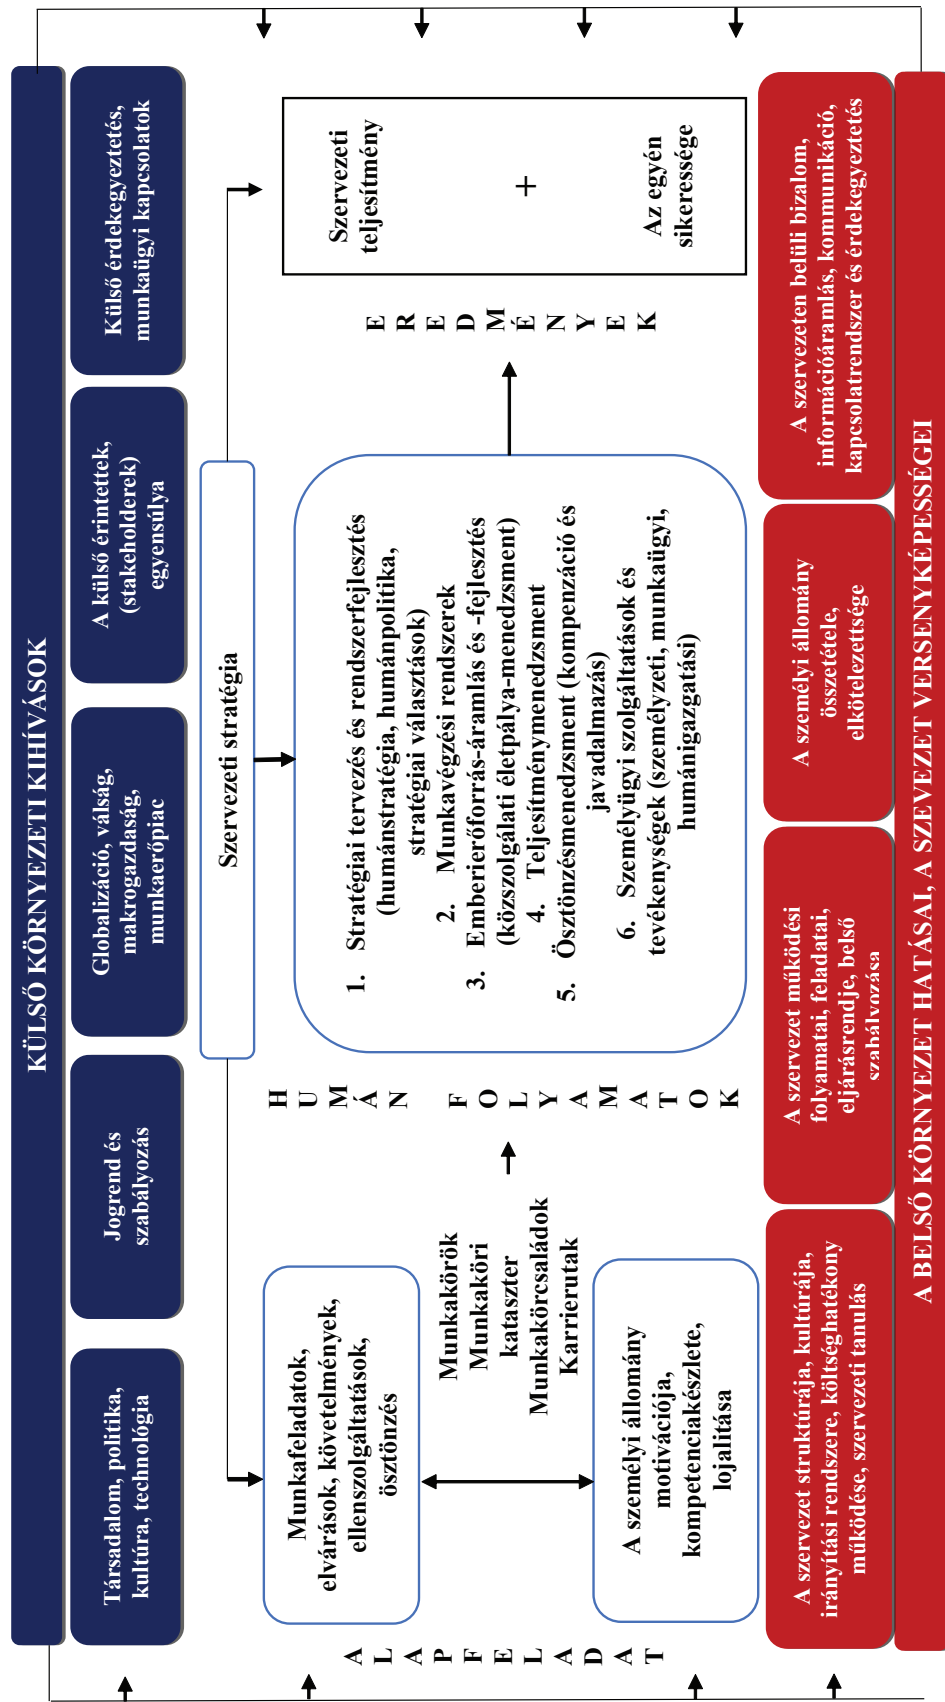 KÜLSŐ KÖRNYEZETI KIHÍVÁSOK
Társadalom, politika,
kultúra, technológia
Jogrend és
szabályozás
Globalizáció, válság,
makrogazdaság,
munkaerőpiac
A külső érintettek,
(stakeholderek)
egyensúlya
Külső érdekegyeztetés,
munkaügyi kapcsolatok
Szervezeti stratégia
A
L
A
P
F
E
L
A
D
A
T
Munkafeladatok,
elvárások, követelmények,
ellenszolgáltatások,
ösztönzés
Munkakörök
Munkaköri
kataszter
Munkakörcsaládok
Karrierutak
A személyi állomány
motivációja,
kompetenciakészlete,
lojalitása
H
U
M
Á
N
F
O
L
Y
A
M
A
T
O
K
1. Stratégiai tervezés és rendszerfejlesztés
(humánstratégia, humánpolitika,
stratégiai választások)
2. Munkavégzési rendszerek
3. Emberierőforrás-áramlás és -fejlesztés
(közszolgálati életpálya-menedzsment)
4. Teljesítménymenedzsment
5. Ösztönzésmenedzsment (kompenzáció és
javadalmazás)
6. Személyügyi szolgáltatások és
tevékenységek (személyzeti, munkaügyi,
humánigazgatási)
E
R
E
D
M
É
N
Y
E
K
Szervezeti
teljesítmény
+
Az egyén
sikeressége
A szervezet struktúrája, kultúrája,
irányítási rendszere, költséghatékony
működése, szervezeti tanulás
A szervezet működési
folyamatai, feladatai,
eljárásrendje, belső
szabályozása
A személyi állomány
összetétele,
elkötelezettsége
A szervezeten belüli bizalom,
információáramlás, kommunikáció,
kapcsolatrendszer és érdekegyeztetés
A BELSŐ KÖRNYEZET HATÁSAI, A SZEVEZET VERSENYKÉPESSÉGEI